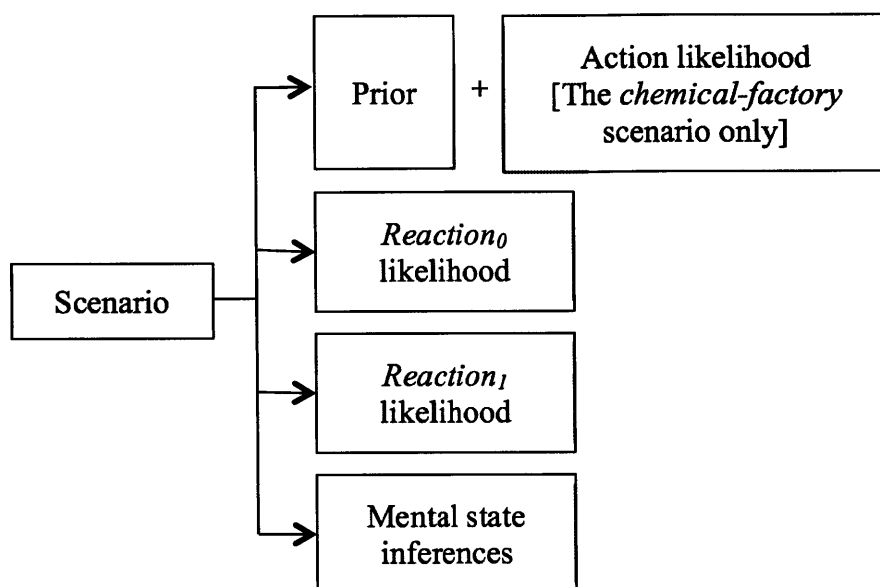 Prior
+
Action likelihood
[The chemical-factory
scenario only]
Reaction₀
likelihood
Scenario
Reaction₁
likelihood
Mental state
inferences